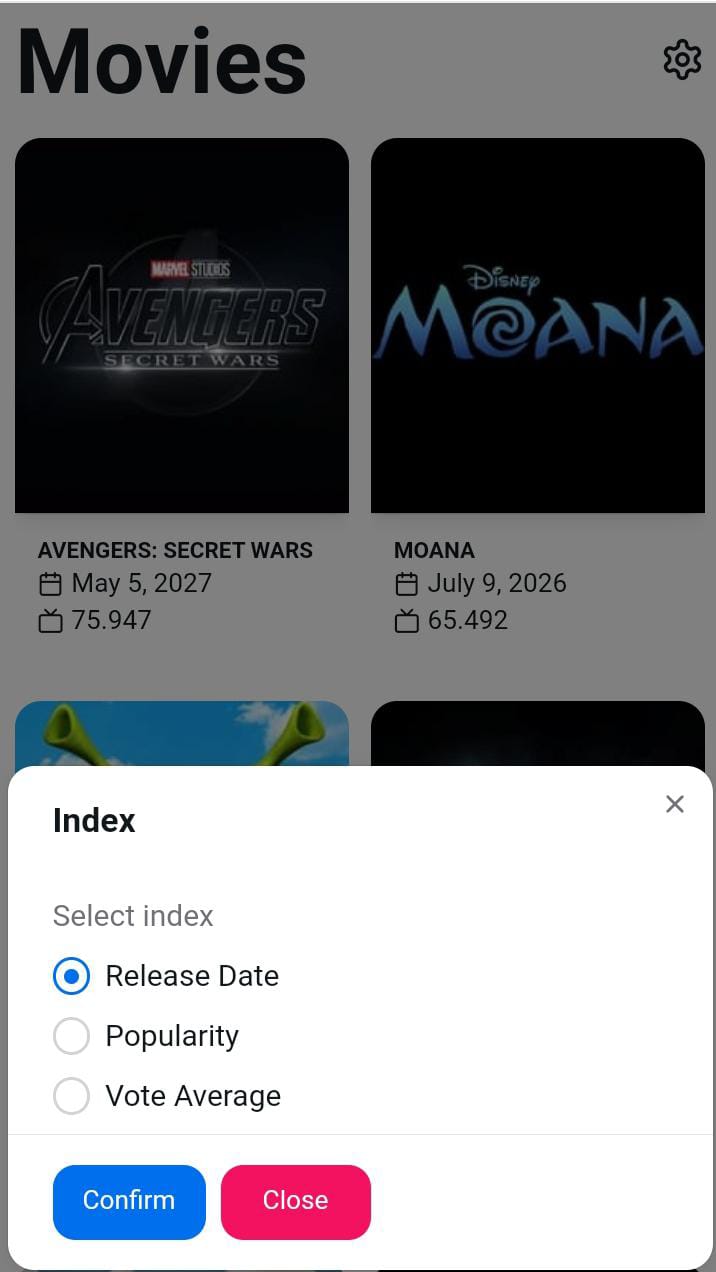 Movies
MARVEL STUDIOS
AVENGERS
SECRET WARS
Disney
MOANA
AVENGERS: SECRET WARS
May 5, 2027
75.947
MOANA
July 9, 2026
65.492
Index
Select index
Release Date
Popularity
Vote Average
Confirm
Close